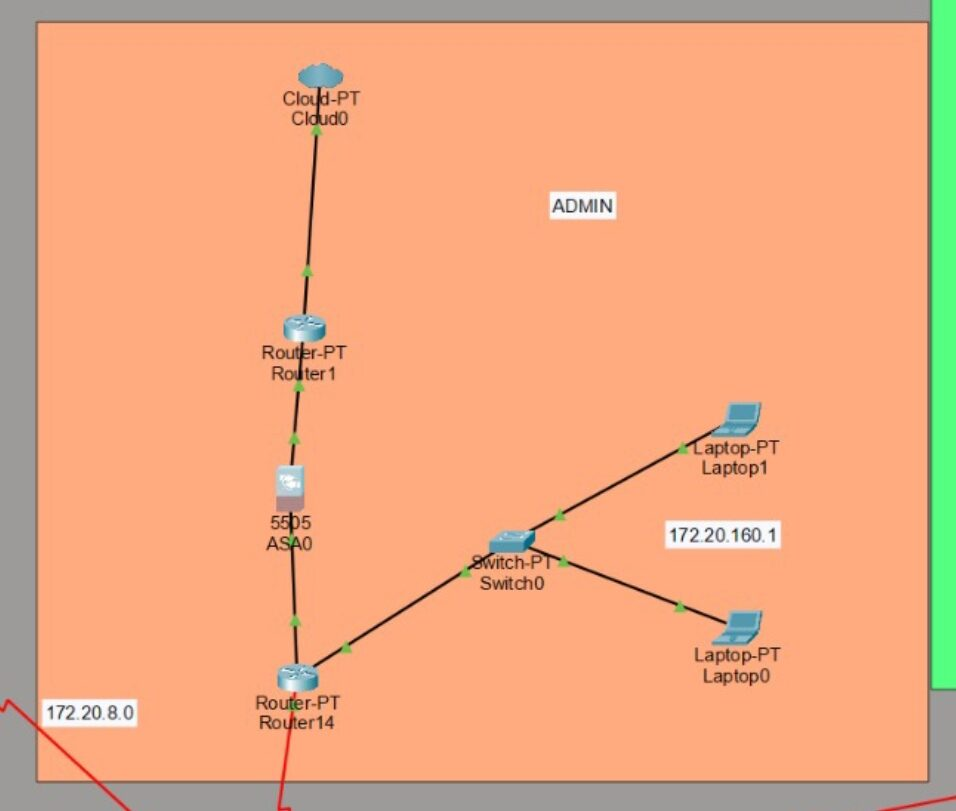 Cloud-PT
Cloud0
ADMIN
Router-PT
Router1
Laptop-PT
Laptop1
5505
ASA0
172.20.160.1
Switch-PT
Switch0
Laptop-PT
Laptop0
Router-PT
Router14
172.20.8.0